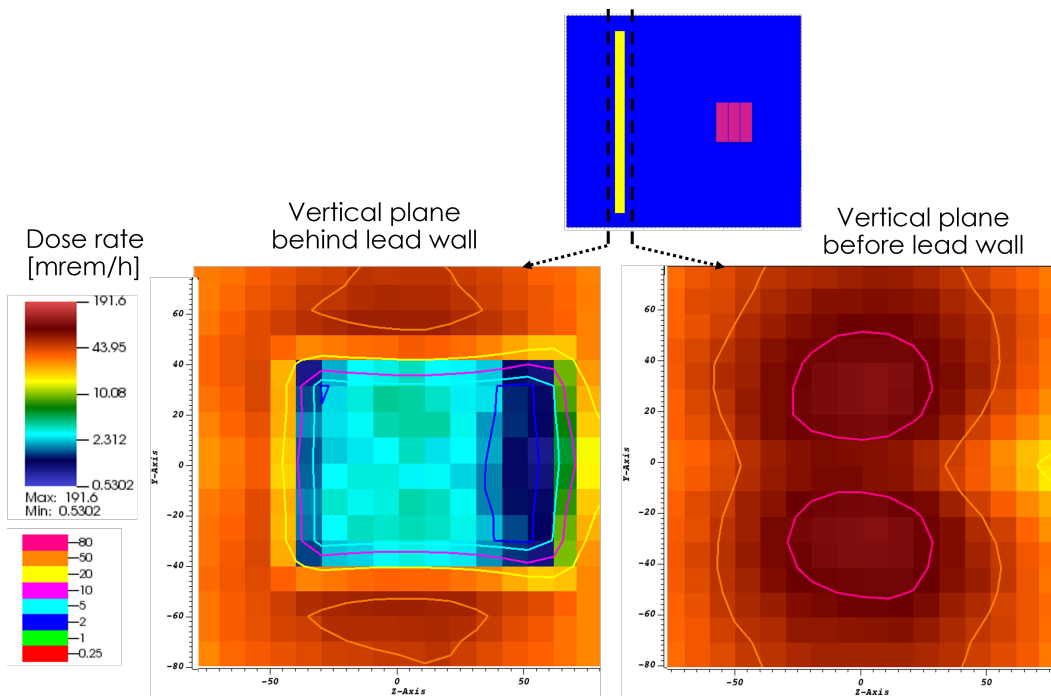 Vertical plane
behind lead wall
Vertical plane
before lead wall
Dose rate
[mrem/h]
191.6
43.95
10.08
2.312
0.5302
Max: 191.6
Min: 0.5302
80
50
20
10
5
2
1
0.25
Y-Axis
60
40
20
0
-20
-40
-60
-80
-50
0
50
Z-Axis
Y-Axis
60
40
20
0
-20
-40
-60
-80
-50
0
50
Z-Axis